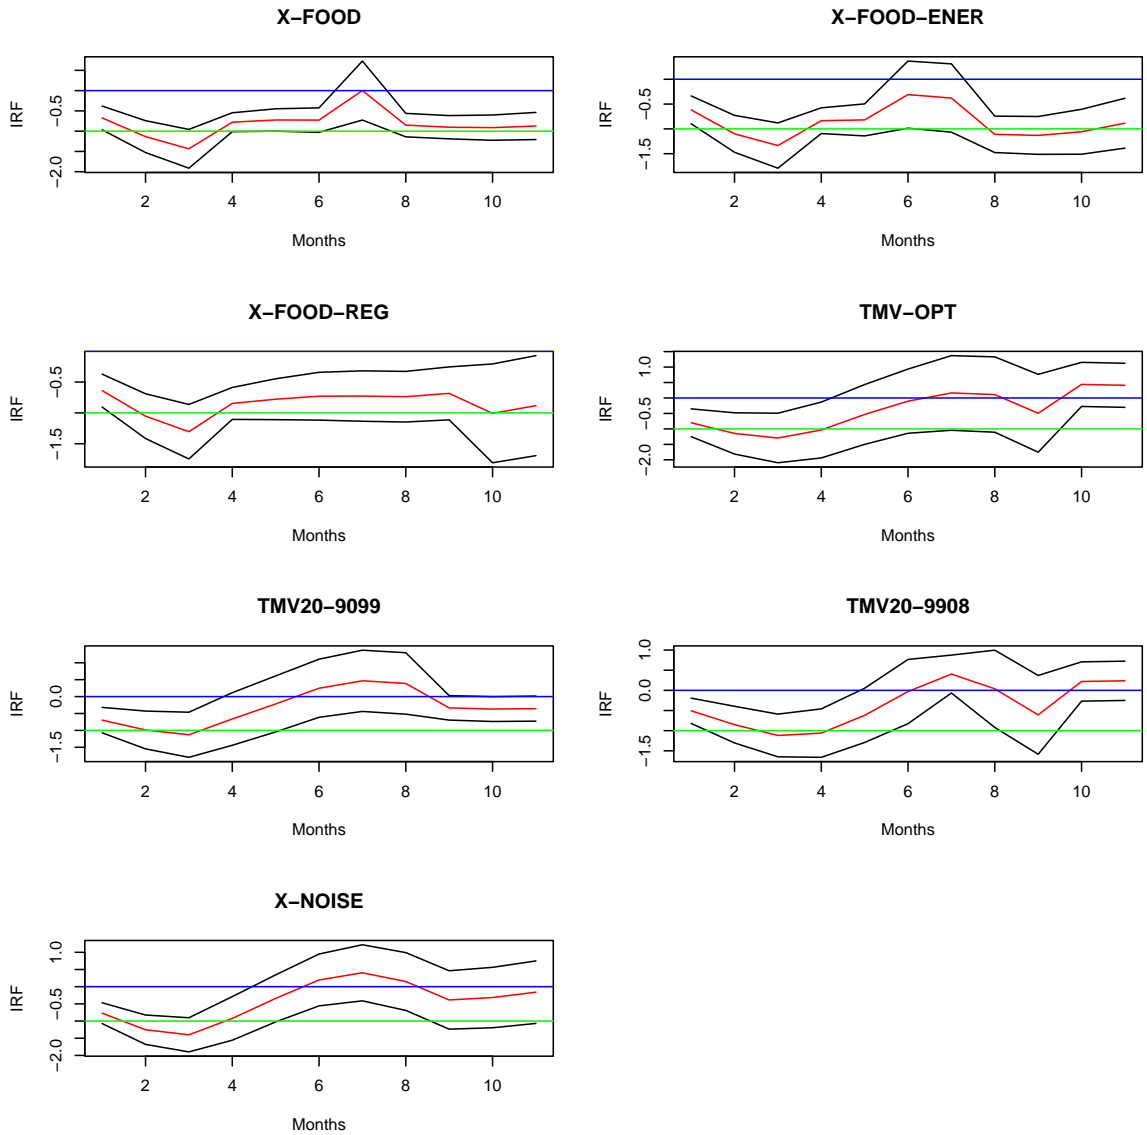 X−FOOD
IRF
−2.0 −0.5
2 4 6 8 10
Months
X−FOOD−ENER
IRF
−1.5 −0.5
2 4 6 8 10
Months
X−FOOD−REG
IRF
−1.5 −0.5
2 4 6 8 10
Months
TMV−OPT
IRF
−2.0 −0.5 1.0
2 4 6 8 10
Months
TMV20−9099
IRF
−1.5 0.0
2 4 6 8 10
Months
TMV20−9908
IRF
−1.5 0.0 1.0
2 4 6 8 10
Months
X−NOISE
IRF
−2.0 −0.5 1.0
2 4 6 8 10
Months